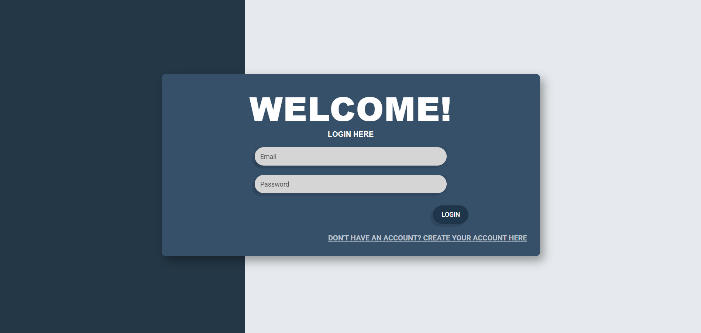 WELCOME!
LOGIN HERE
Email
Password
LOGIN
DON'T HAVE AN ACCOUNT? CREATE YOUR ACCOUNT HERE